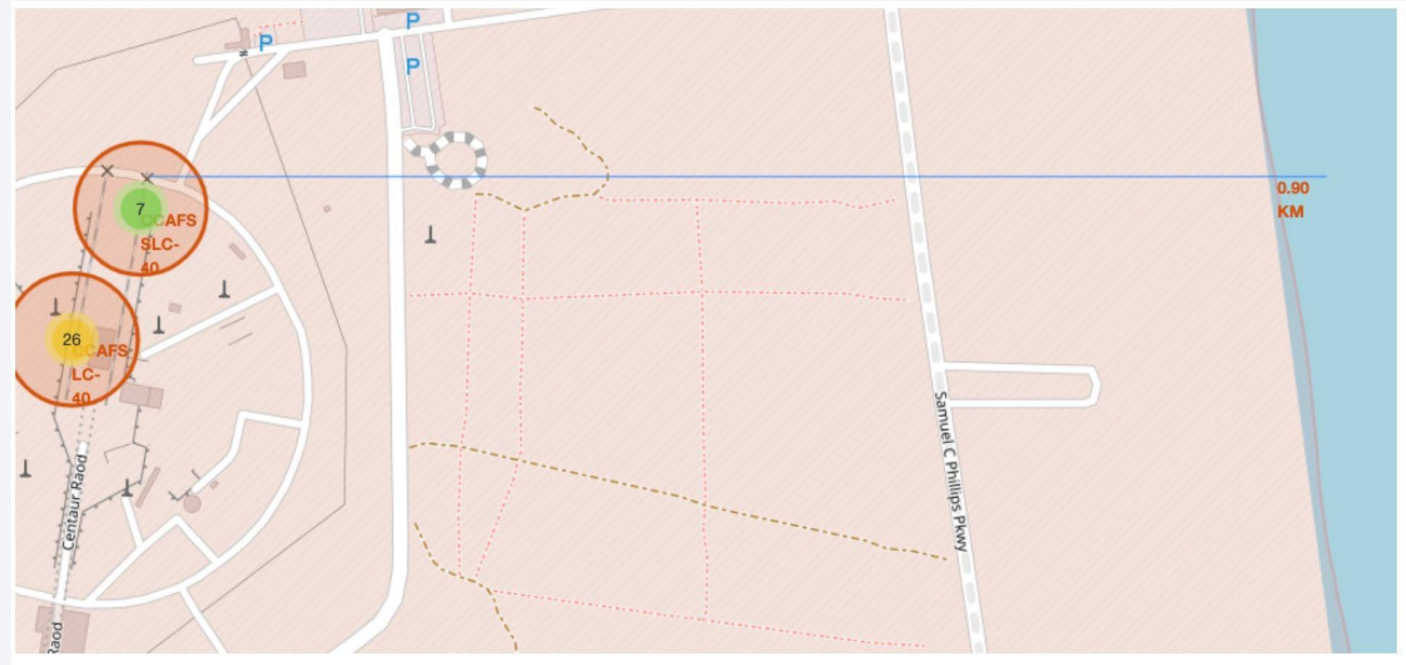 P
P
P
7
CCAFS
SLC-
40
0.90
KM
26
CCAFS
LC-
40
Samuel C Phillips Pkwy
Centaur Raod
Raod